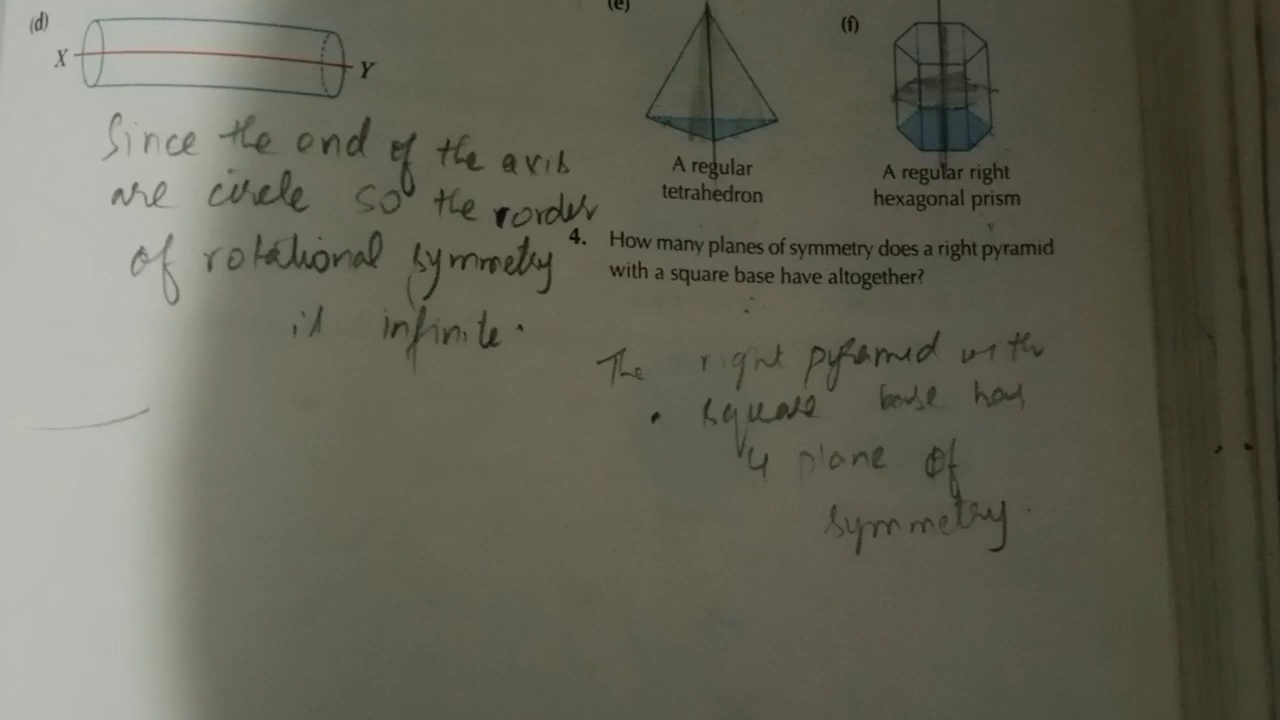 (d)
X
Y
Since the end of the axis
are circle so the order
of rotational symmetry
is infinite.
(e)
A regular
tetrahedron
(f)
A regular right
hexagonal prism
4. How many planes of symmetry does a right pyramid
with a square base have altogether?
The right pyramid with
square base has
4 plane of
symmetry.